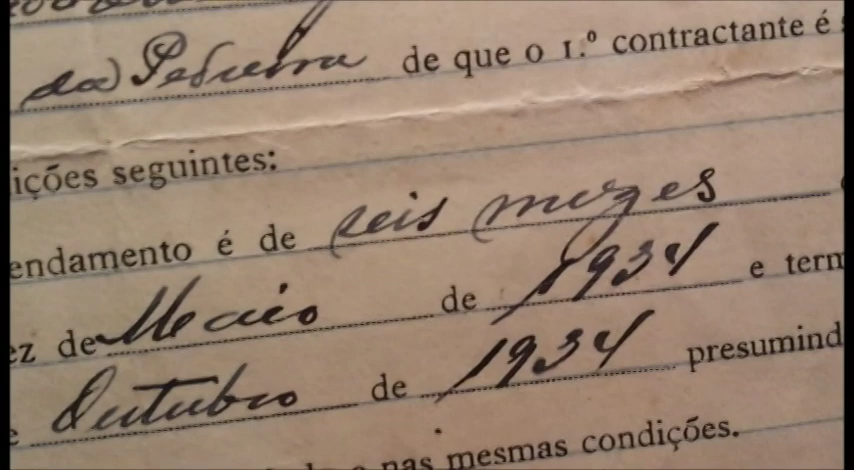 da Pedreira de que o 1.º contractante é
ições seguintes:
endamento é de seis mezes
ez de Maio de 1934 e term
Outubro de 1934 presumind
nas mesmas condições.